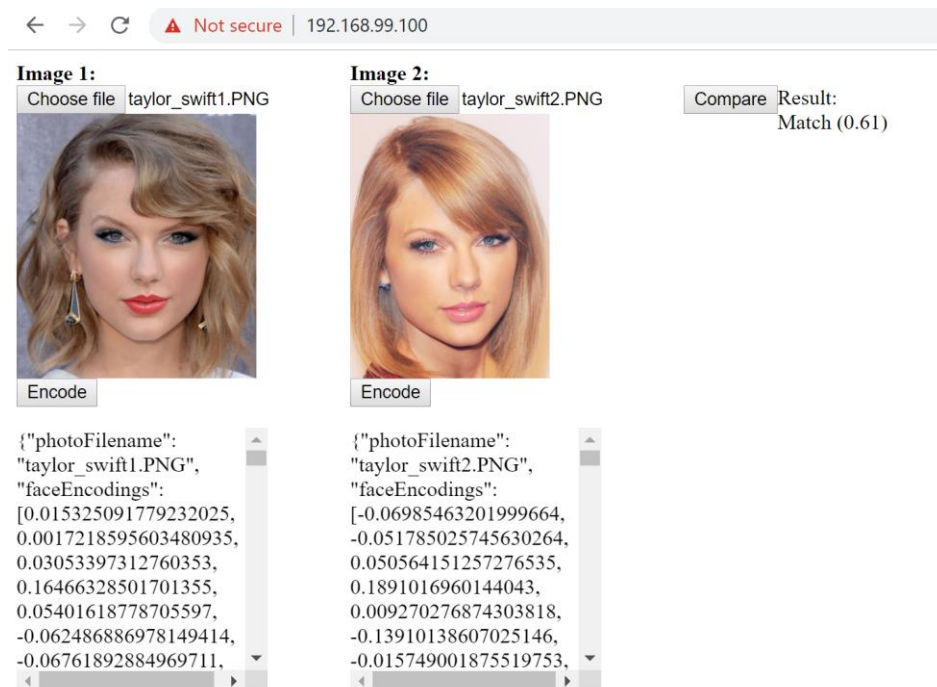 Not secure | 192.168.99.100
Image 1:
Choose file taylor_swift1.PNG
Encode
{"photoFilename":
"taylor_swift1.PNG",
"faceEncodings":
[0.015325091779232025,
0.0017218595603480935,
0.03053397312760353,
0.16466328501701355,
0.05401618778705597,
-0.062486886978149414,
-0.06761892884969711,
Image 2:
Choose file taylor_swift2.PNG
Encode
{"photoFilename":
"taylor_swift2.PNG",
"faceEncodings":
[-0.06985463201999664,
-0.051785025745630264,
0.050564151257276535,
0.1891016960144043,
0.009270276874303818,
-0.13910138607025146,
-0.015749001875519753,
Compare Result:
Match (0.61)